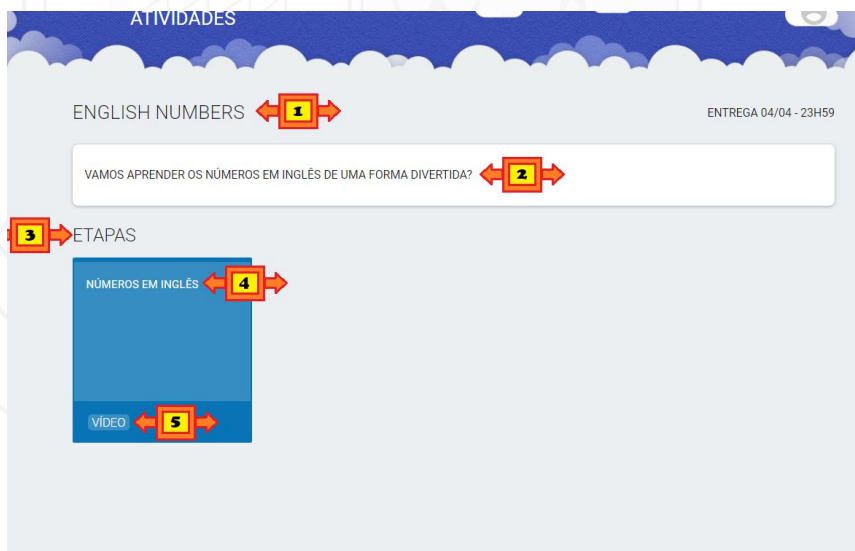 ATIVIDADES
ENGLISH NUMBERS 1
ENTREGA 04/04 - 23H59
VAMOS APRENDER OS NÚMEROS EM INGLÊS DE UMA FORMA DIVERTIDA? 2
3 ETAPAS
NÚMEROS EM INGLÊS 4
VÍDEO 5